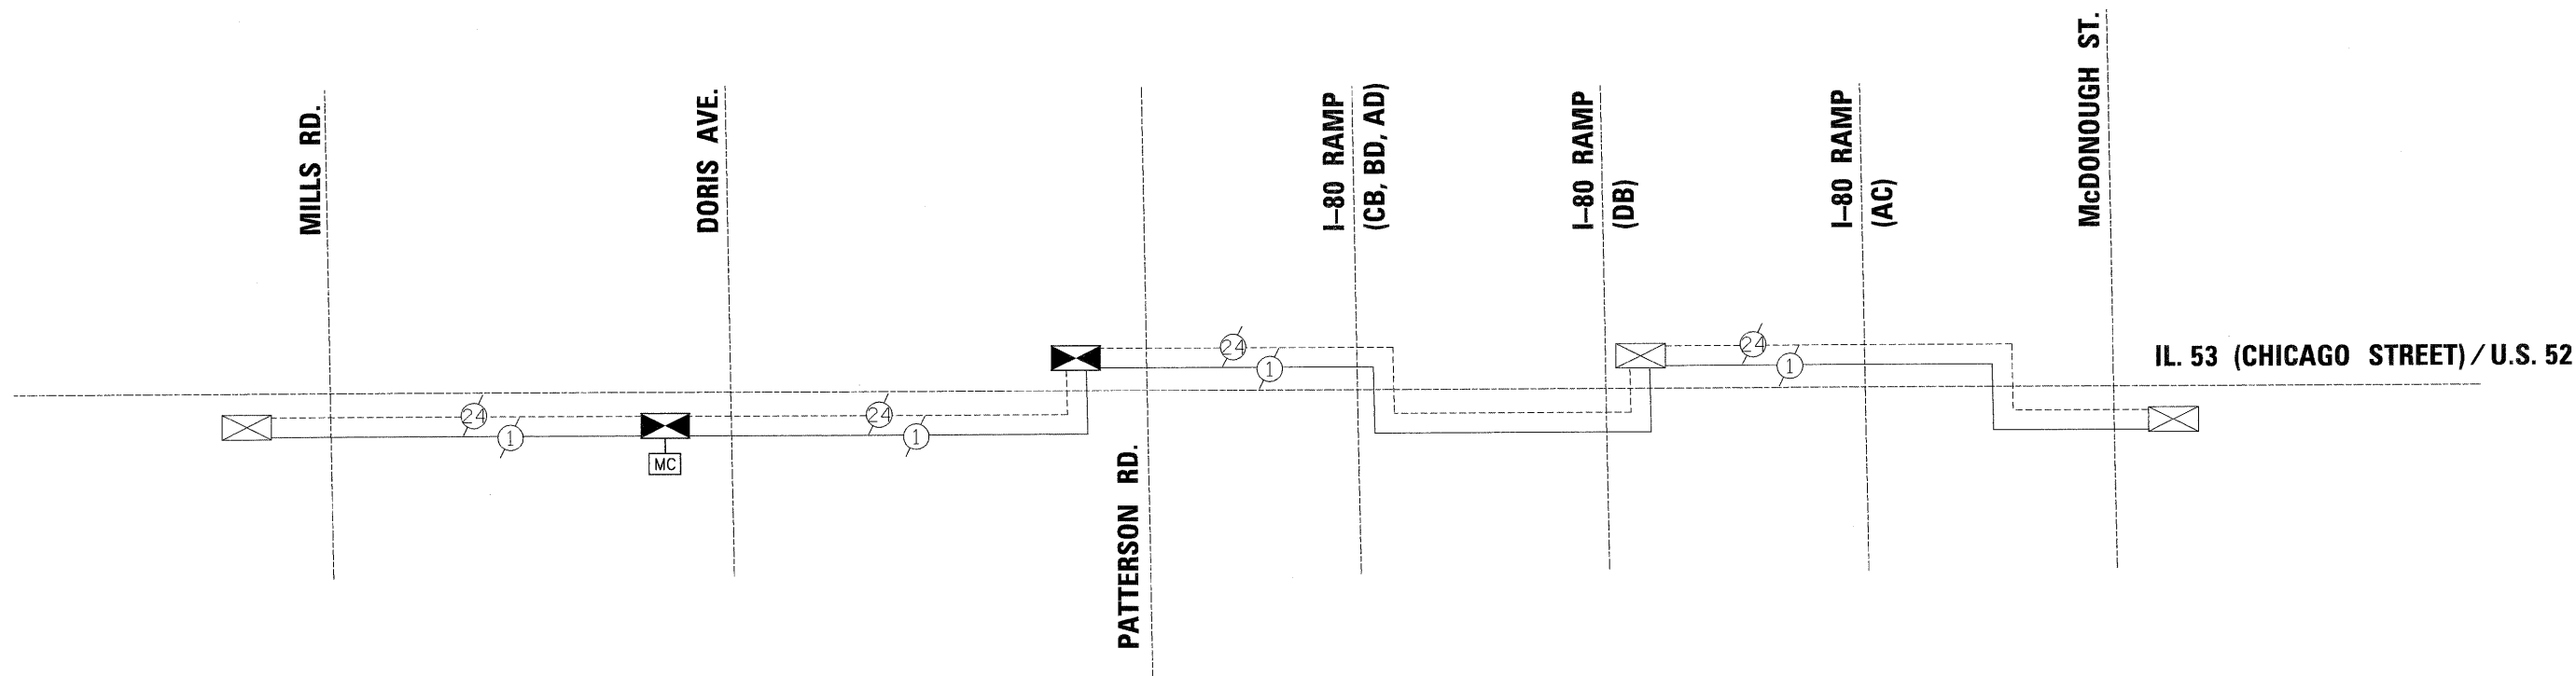 MILLS RD.
DORIS AVE.
PATTERSON RD.
I-80 RAMP
(CB, BD, AD)
I-80 RAMP
(DB)
I-80 RAMP
(AC)
McDONOUGH ST.
IL. 53 (CHICAGO STREET) / U.S. 52
24
1
24
1
24
1
24
1
MC